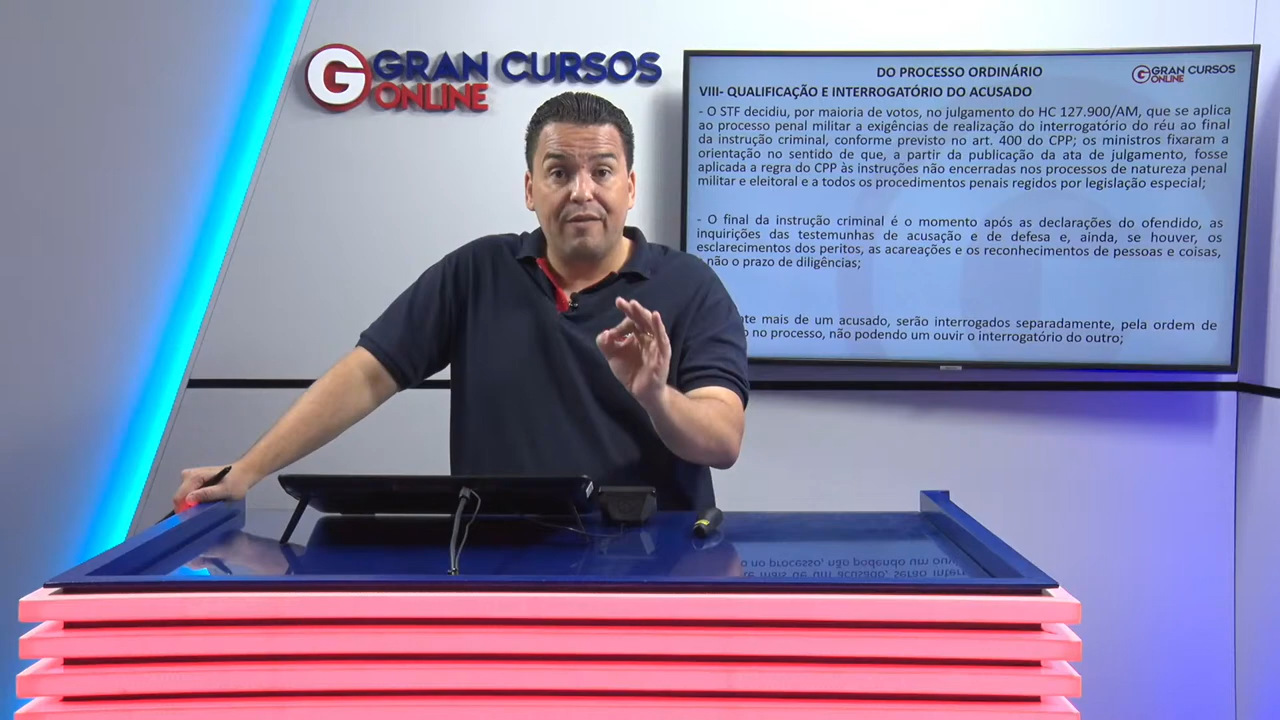 GRAN CURSOS
ONLINE
DO PROCESSO ORDINÁRIO
GRAN CURSOS
ONLINE
VIII- QUALIFICAÇÃO E INTERROGATÓRIO DO ACUSADO
- O STF decidiu, por maioria de votos, no julgamento do HC 127.900/AM, que se aplica
ao processo penal militar a exigências de realização do interrogatório do réu ao final
da instrução criminal, conforme previsto no art. 400 do CPP; os ministros fixaram a
orientação no sentido de que, a partir da publicação da ata de julgamento, fosse
aplicada a regra do CPP às instruções não encerradas nos processos de natureza penal
militar e eleitoral e a todos os procedimentos penais regidos por legislação especial;
- O final da instrução criminal é o momento após as declarações do ofendido, as
inquirições das testemunhas de acusação e de defesa e, ainda, se houver, os
esclarecimentos dos peritos, as acareações e os reconhecimentos de pessoas e coisas,
não o prazo de diligências;
mais de um acusado, serão interrogados separadamente, pela ordem de
no processo, não podendo um ouvir o interrogatório do outro;